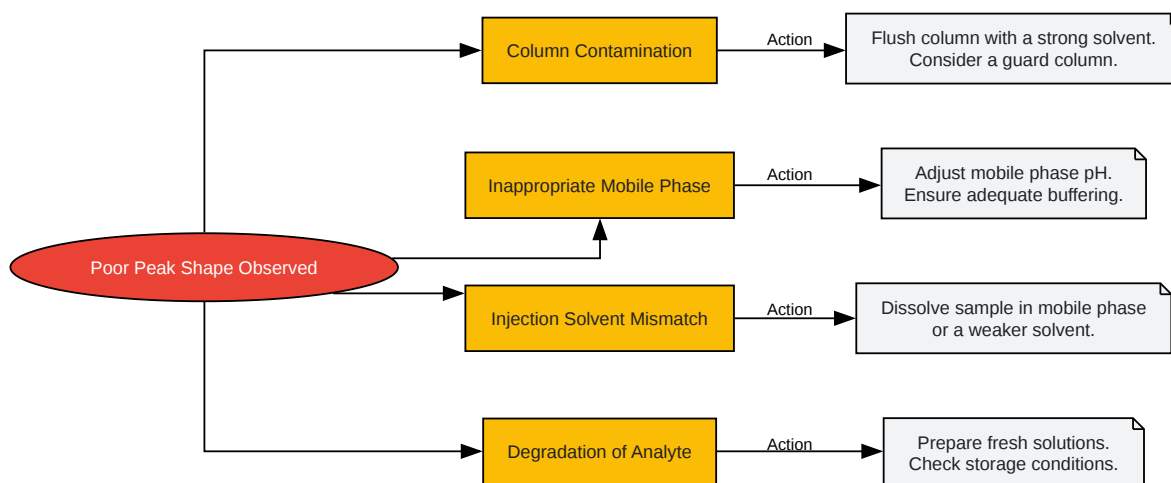 Column Contamination
Action
Flush column with a strong solvent.
Consider a guard column.
Inappropriate Mobile Phase
Action
Adjust mobile phase pH.
Ensure adequate buffering.
Poor Peak Shape Observed
Injection Solvent Mismatch
Action
Dissolve sample in mobile phase
or a weaker solvent.
Degradation of Analyte
Action
Prepare fresh solutions.
Check storage conditions.